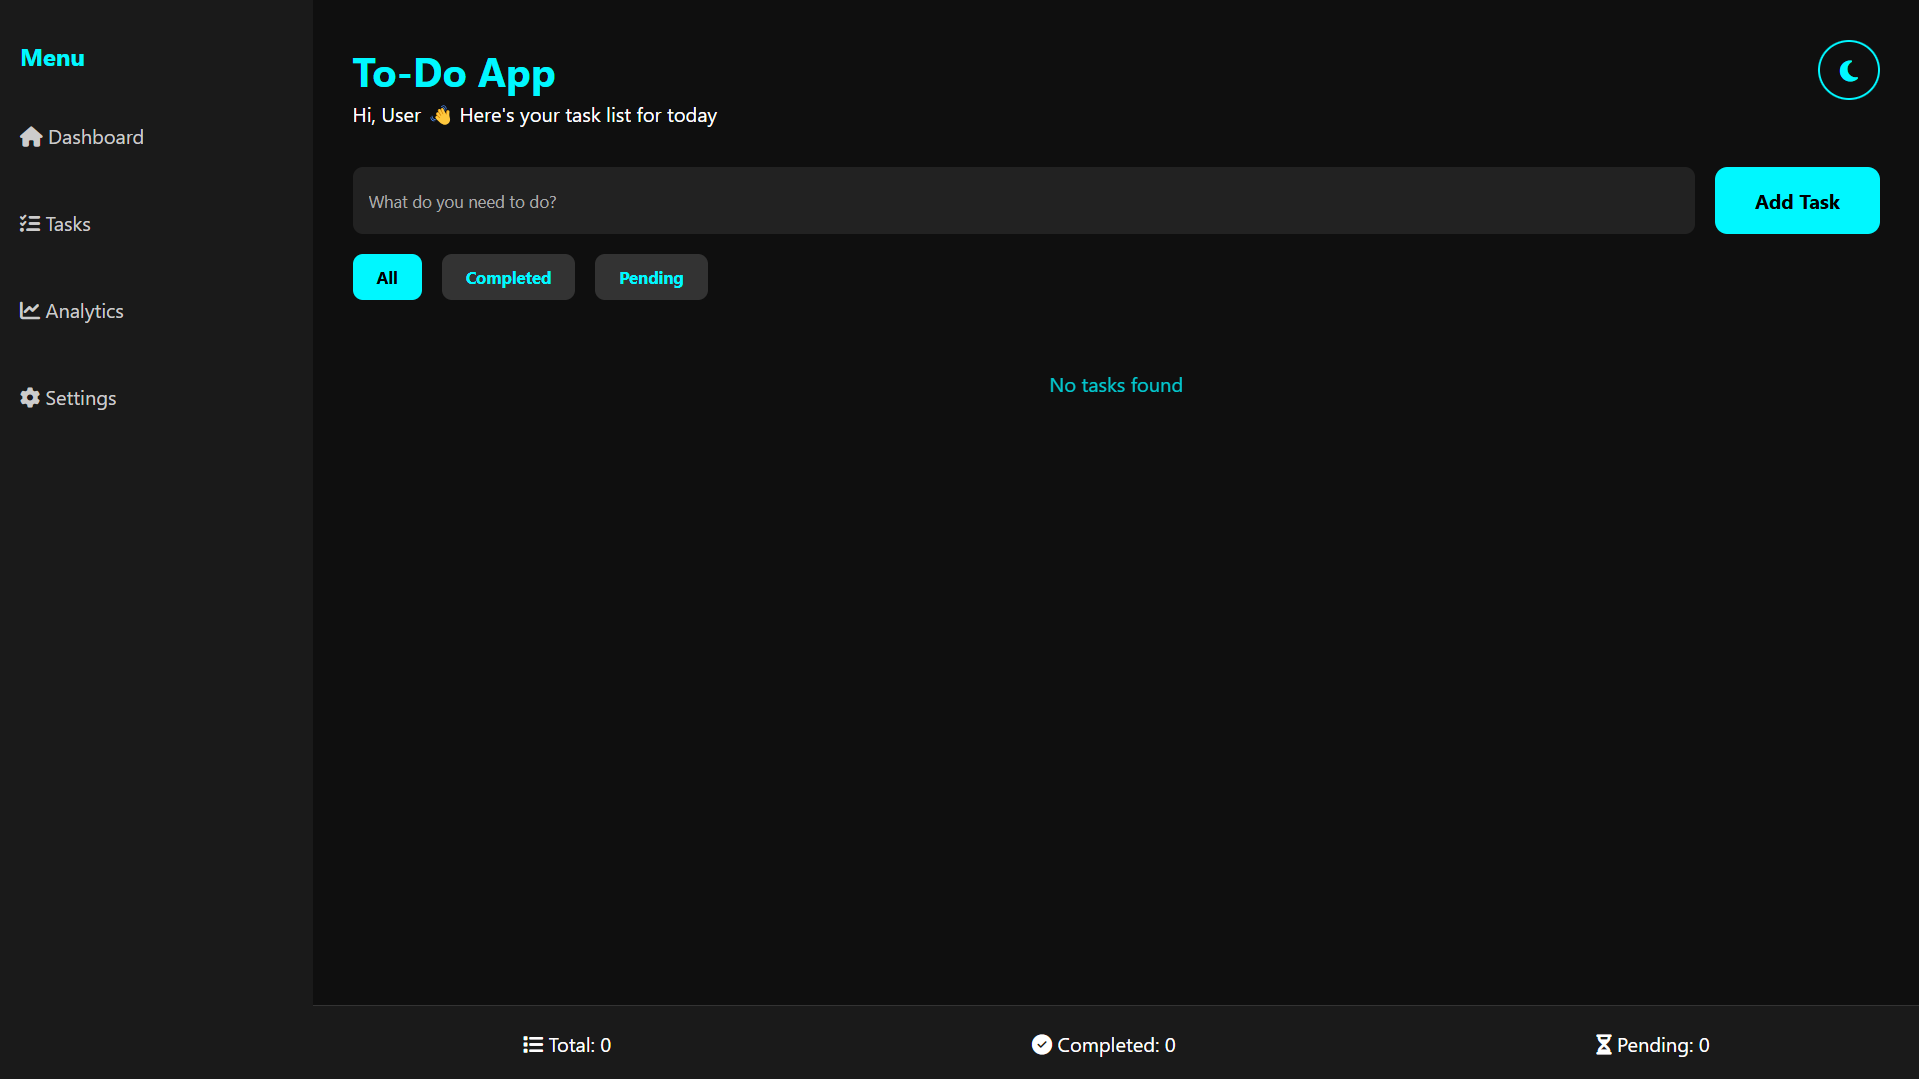 Menu
Dashboard
Tasks
Analytics
Settings
To-Do App
Hi, User 👋 Here's your task list for today
What do you need to do?
Add Task
All
Completed
Pending
No tasks found
Total: 0
Completed: 0
Pending: 0